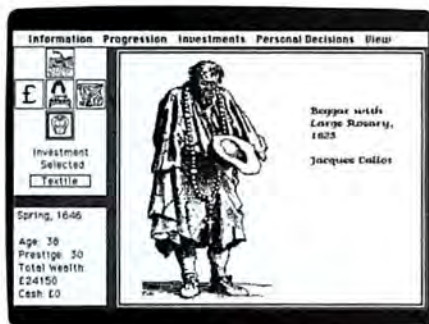 Information Progression Investments Personal Decisions View
£
Investment
Selected
Textile
Spring, 1646
Age: 38
Prestige: 30
Total Wealth:
£24150
Cash: £0
Beggar with
Large Rosary,
1623
Jacques Callot